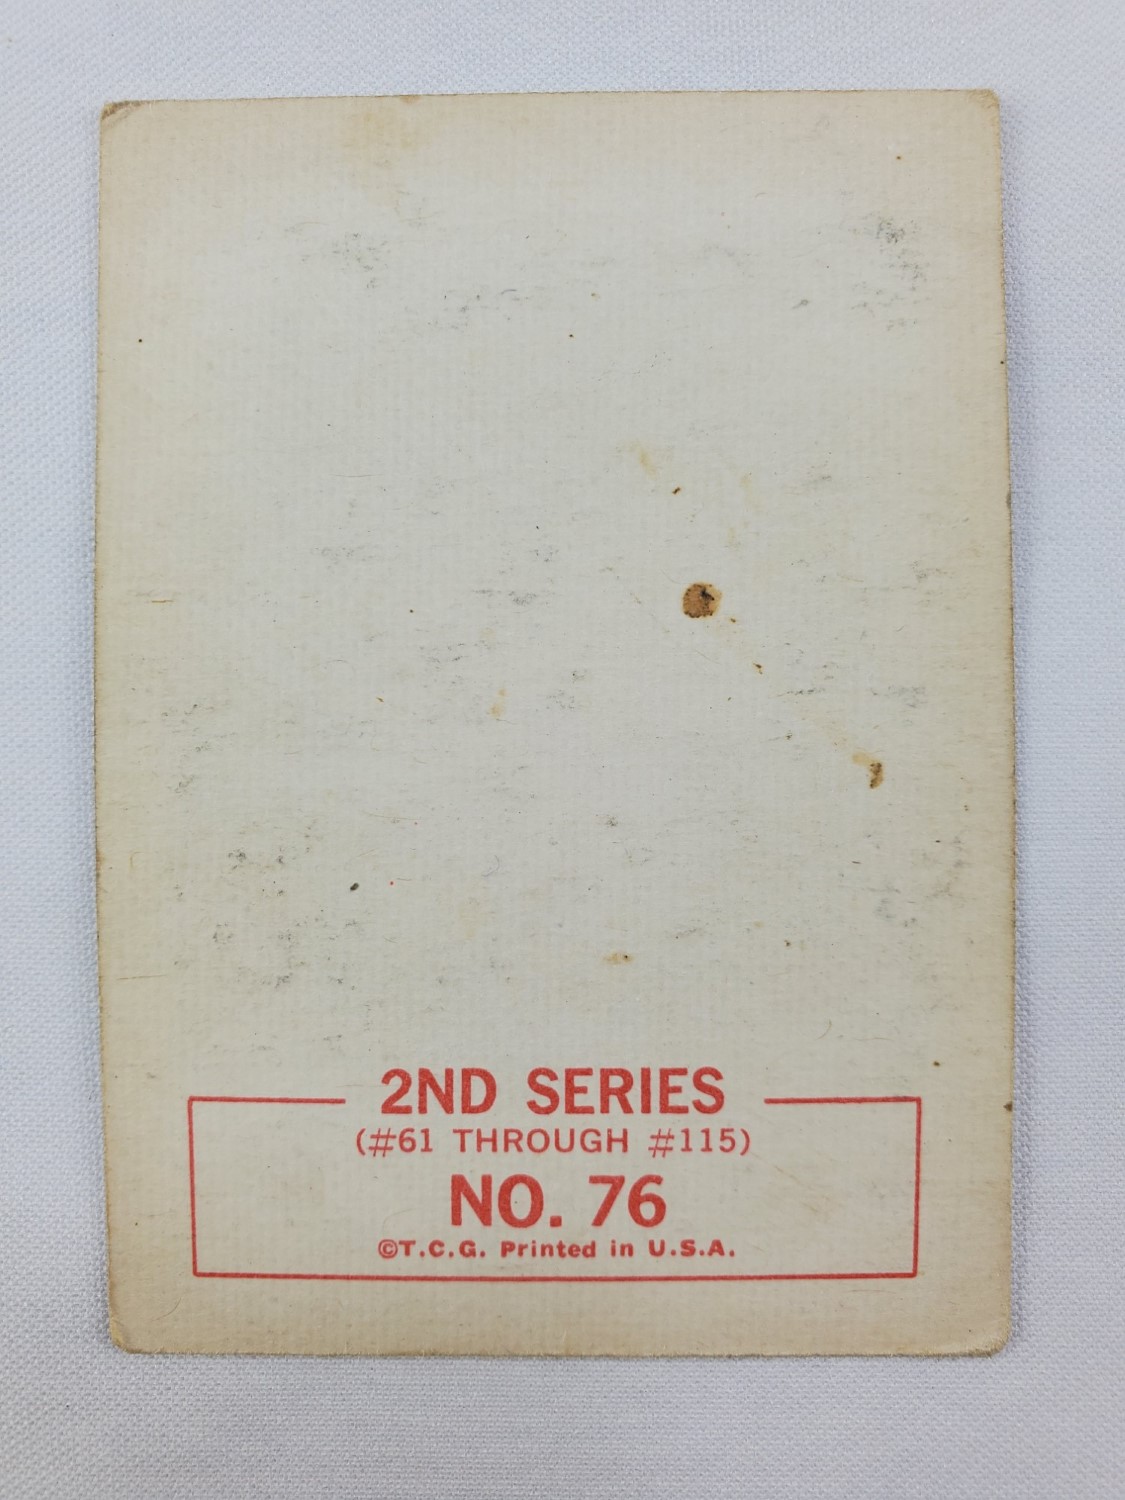 2ND SERIES
(#61 THROUGH #115)
NO. 76
©T.C.G. Printed in U.S.A.